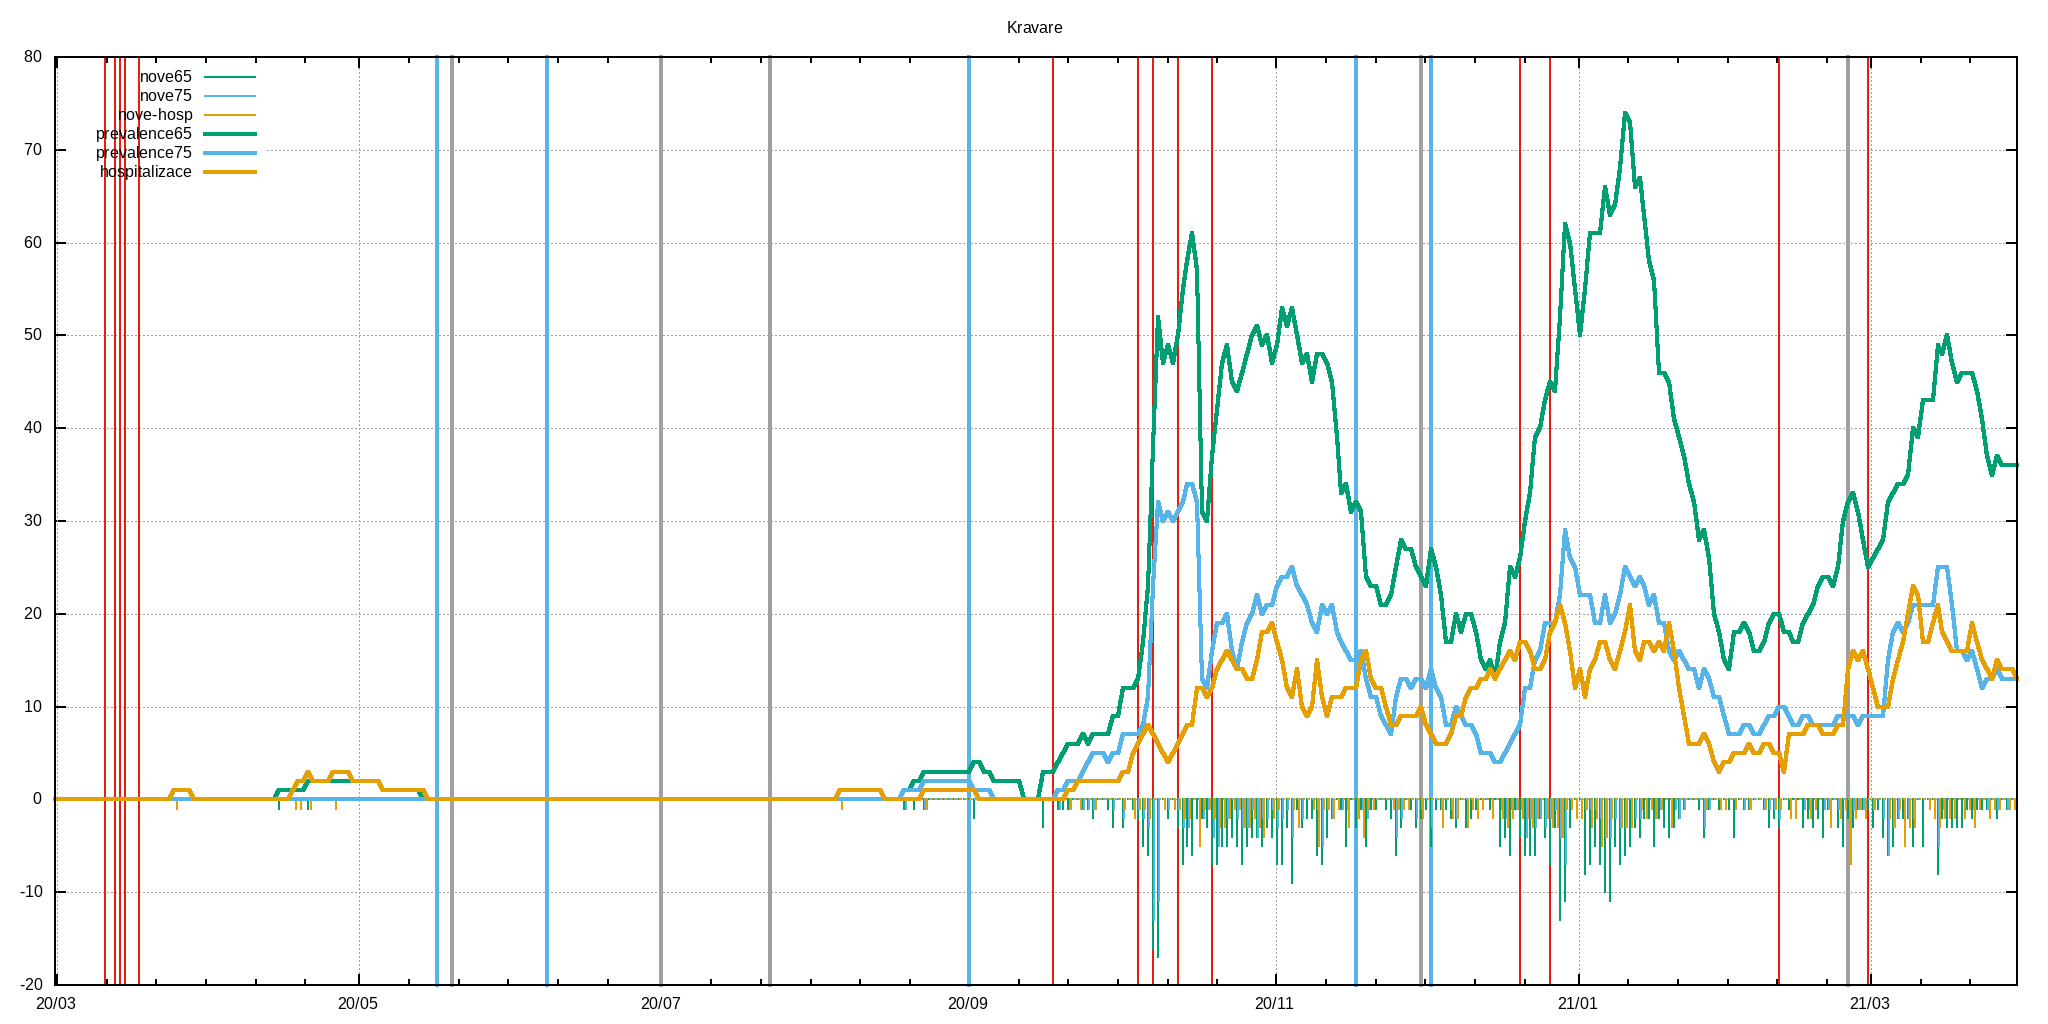 Kravare
80
nove65
nove75
nove-hosp
prevalence65
70
prevalence75
hospitalizace
60
50
40
30
20
10
0
-10
-20
20/03 20/05 20/07 20/09 20/11 21/01 21/03